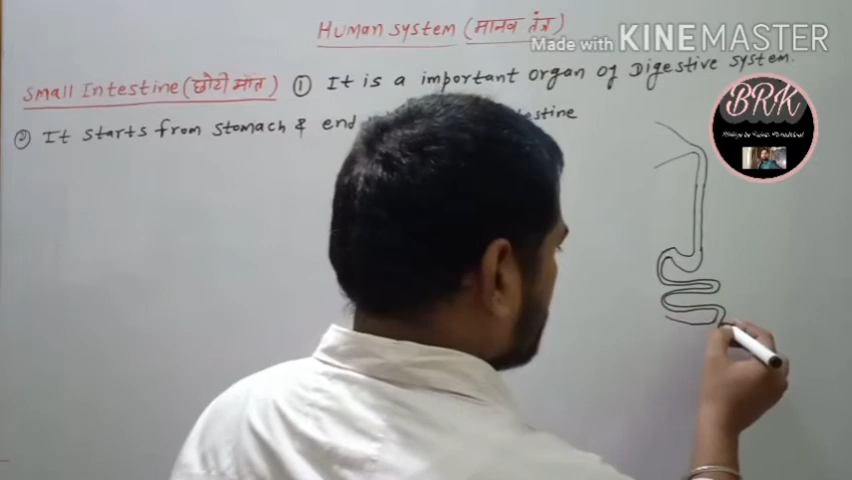 Human system (मानव तंत्र)
Made with KINEMASTER
Small Intestine (छोटी आंत) ① It is a important organ of Digestive system.
② It starts from stomach & end testine
BRK